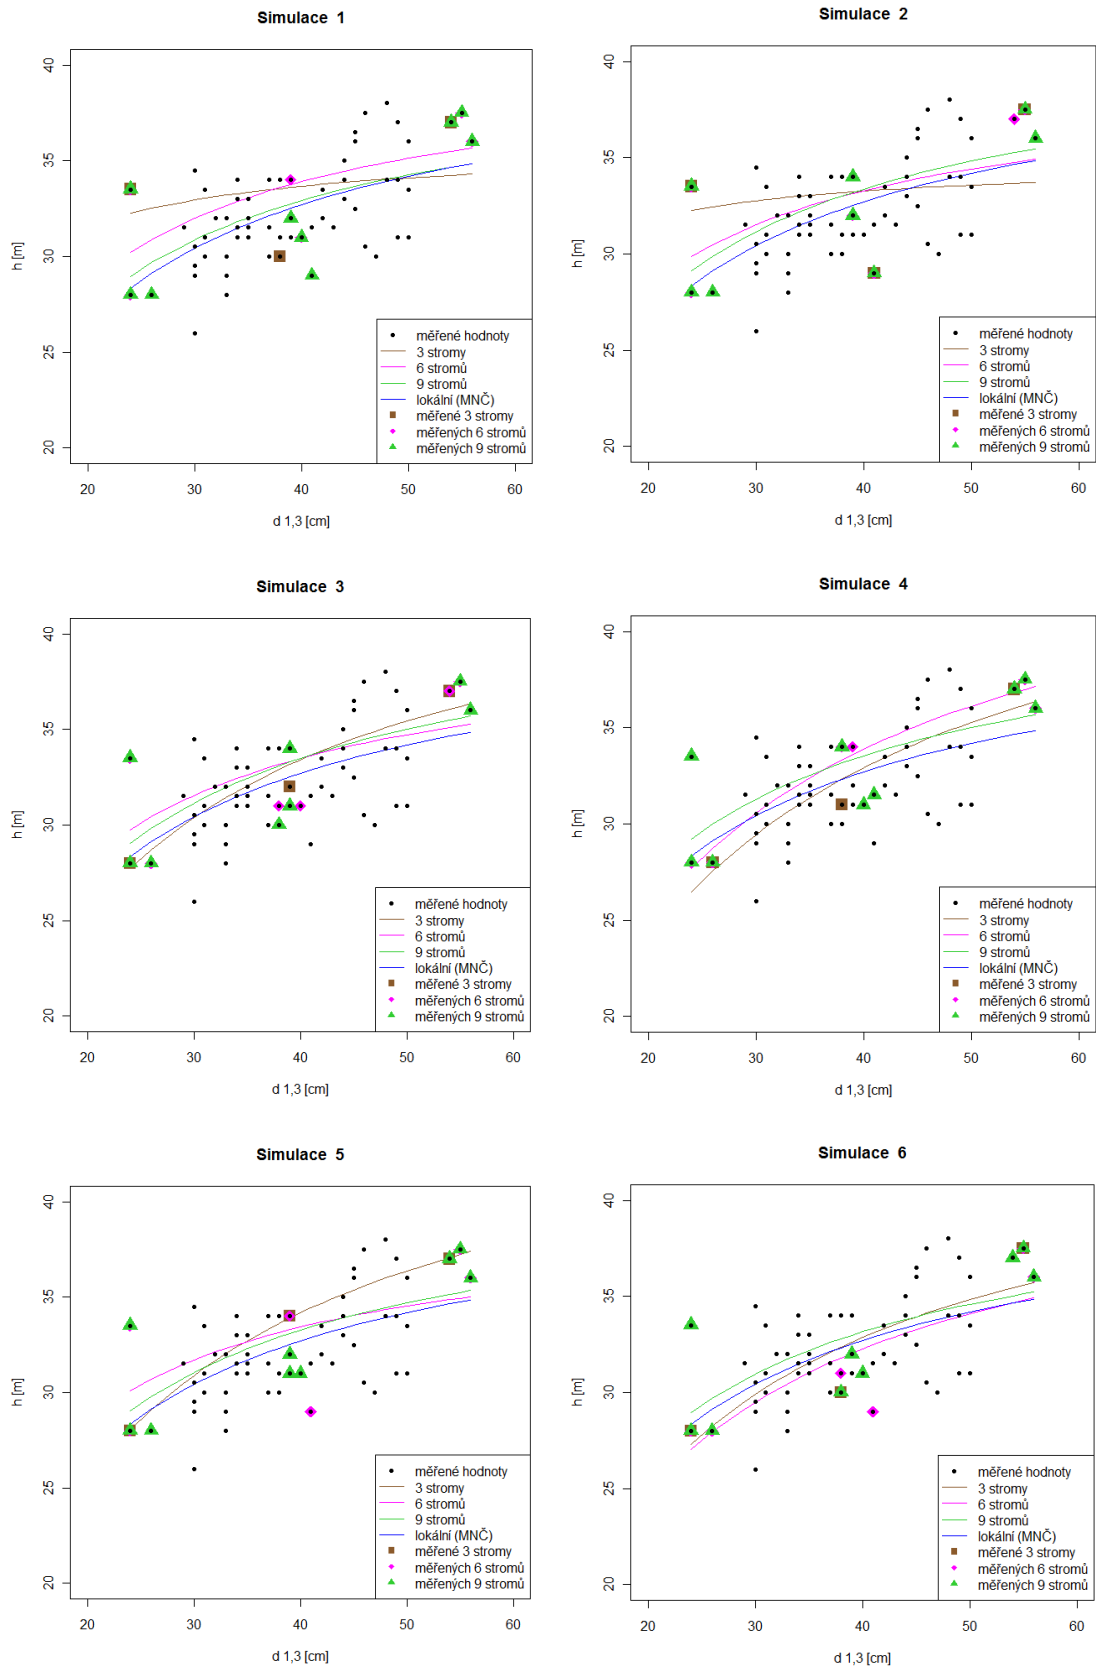 Simulace 1
40
35
30
25
20
h [m]
20 30 40 50 60
d 1,3 [cm]
měřené hodnoty
3 stromy
6 stromů
9 stromů
lokální (MNČ)
měřené 3 stromy
měřených 6 stromů
měřených 9 stromů
Simulace 2
40
35
30
25
20
h [m]
20 30 40 50 60
d 1,3 [cm]
měřené hodnoty
3 stromy
6 stromů
9 stromů
lokální (MNČ)
měřené 3 stromy
měřených 6 stromů
měřených 9 stromů
Simulace 3
40
35
30
25
20
h [m]
20 30 40 50 60
d 1,3 [cm]
měřené hodnoty
3 stromy
6 stromů
9 stromů
lokální (MNČ)
měřené 3 stromy
měřených 6 stromů
měřených 9 stromů
Simulace 4
40
35
30
25
20
h [m]
20 30 40 50 60
d 1,3 [cm]
měřené hodnoty
3 stromy
6 stromů
9 stromů
lokální (MNČ)
měřené 3 stromy
měřených 6 stromů
měřených 9 stromů
Simulace 5
40
35
30
25
20
h [m]
20 30 40 50 60
d 1,3 [cm]
měřené hodnoty
3 stromy
6 stromů
9 stromů
lokální (MNČ)
měřené 3 stromy
měřených 6 stromů
měřených 9 stromů
Simulace 6
40
35
30
25
20
h [m]
20 30 40 50 60
d 1,3 [cm]
měřené hodnoty
3 stromy
6 stromů
9 stromů
lokální (MNČ)
měřené 3 stromy
měřených 6 stromů
měřených 9 stromů